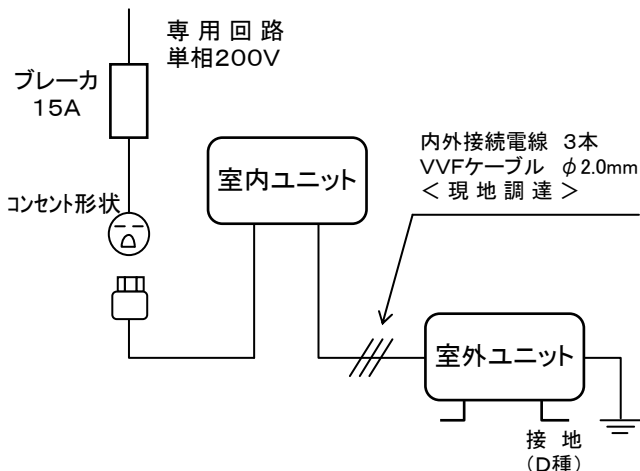 専用回路
単相200V
ブレーカ
15A
コンセント形状
室内ユニット
内外接続電線 3本
VVFケーブル φ2.0mm
<現地調達>
室外ユニット
接地
(D種)